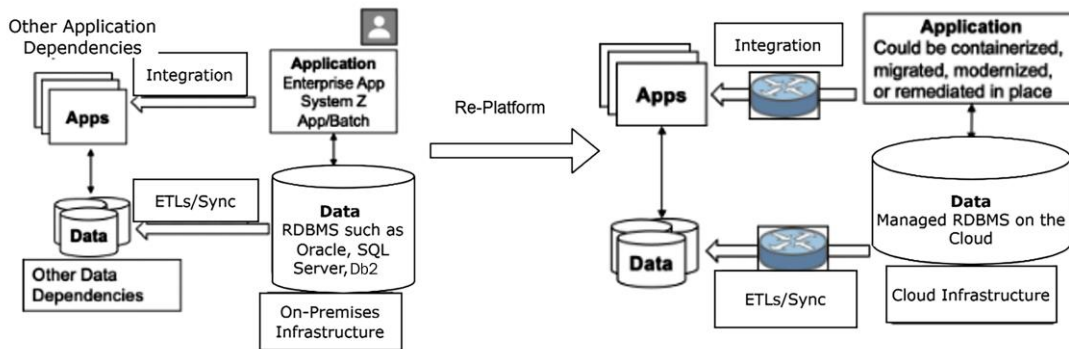 Other Application
Dependencies
Integration
Apps
Application
Enterprise App
System Z
App/Batch
ETLs/Sync
Data
Other Data
Dependencies
Data
RDBMS such as
Oracle, SQL
Server,Db2
On-Premises
Infrastructure
Re-Platform
Integration
Apps
Application
Could be containerized,
migrated, modernized,
or remediated in place
Data
ETLs/Sync
Data
Managed RDBMS on the
Cloud
Cloud Infrastructure